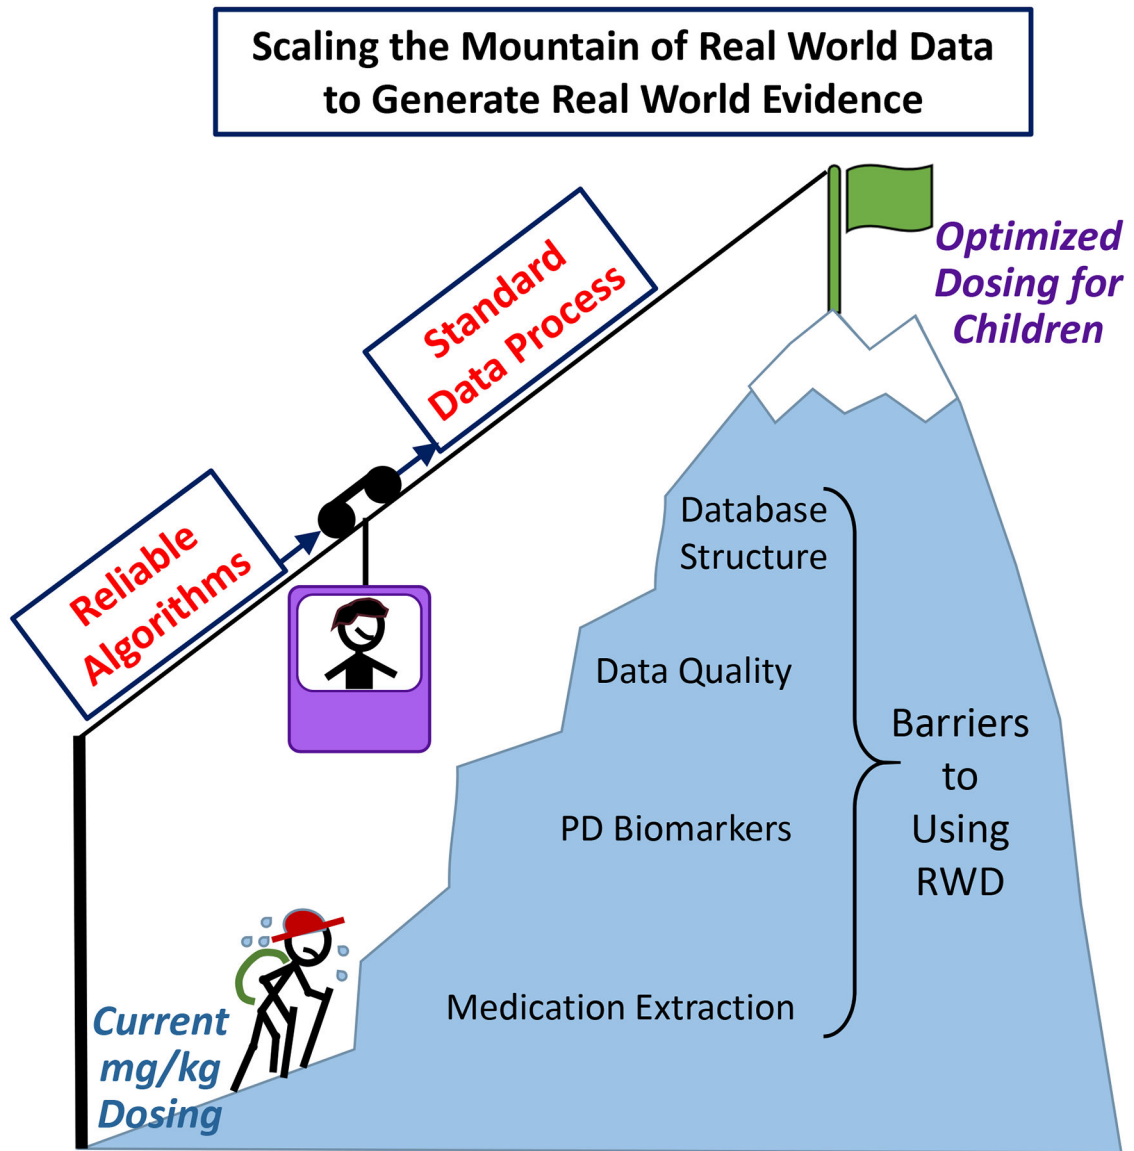 Scaling the Mountain of Real World Data
to Generate Real World Evidence
Optimized
Dosing for
Children
Standard
Data Process
Reliable
Algorithms
Database
Structure
Data Quality
PD Biomarkers
Medication Extraction
Barriers
to
Using
RWD
Current
mg/kg
Dosing